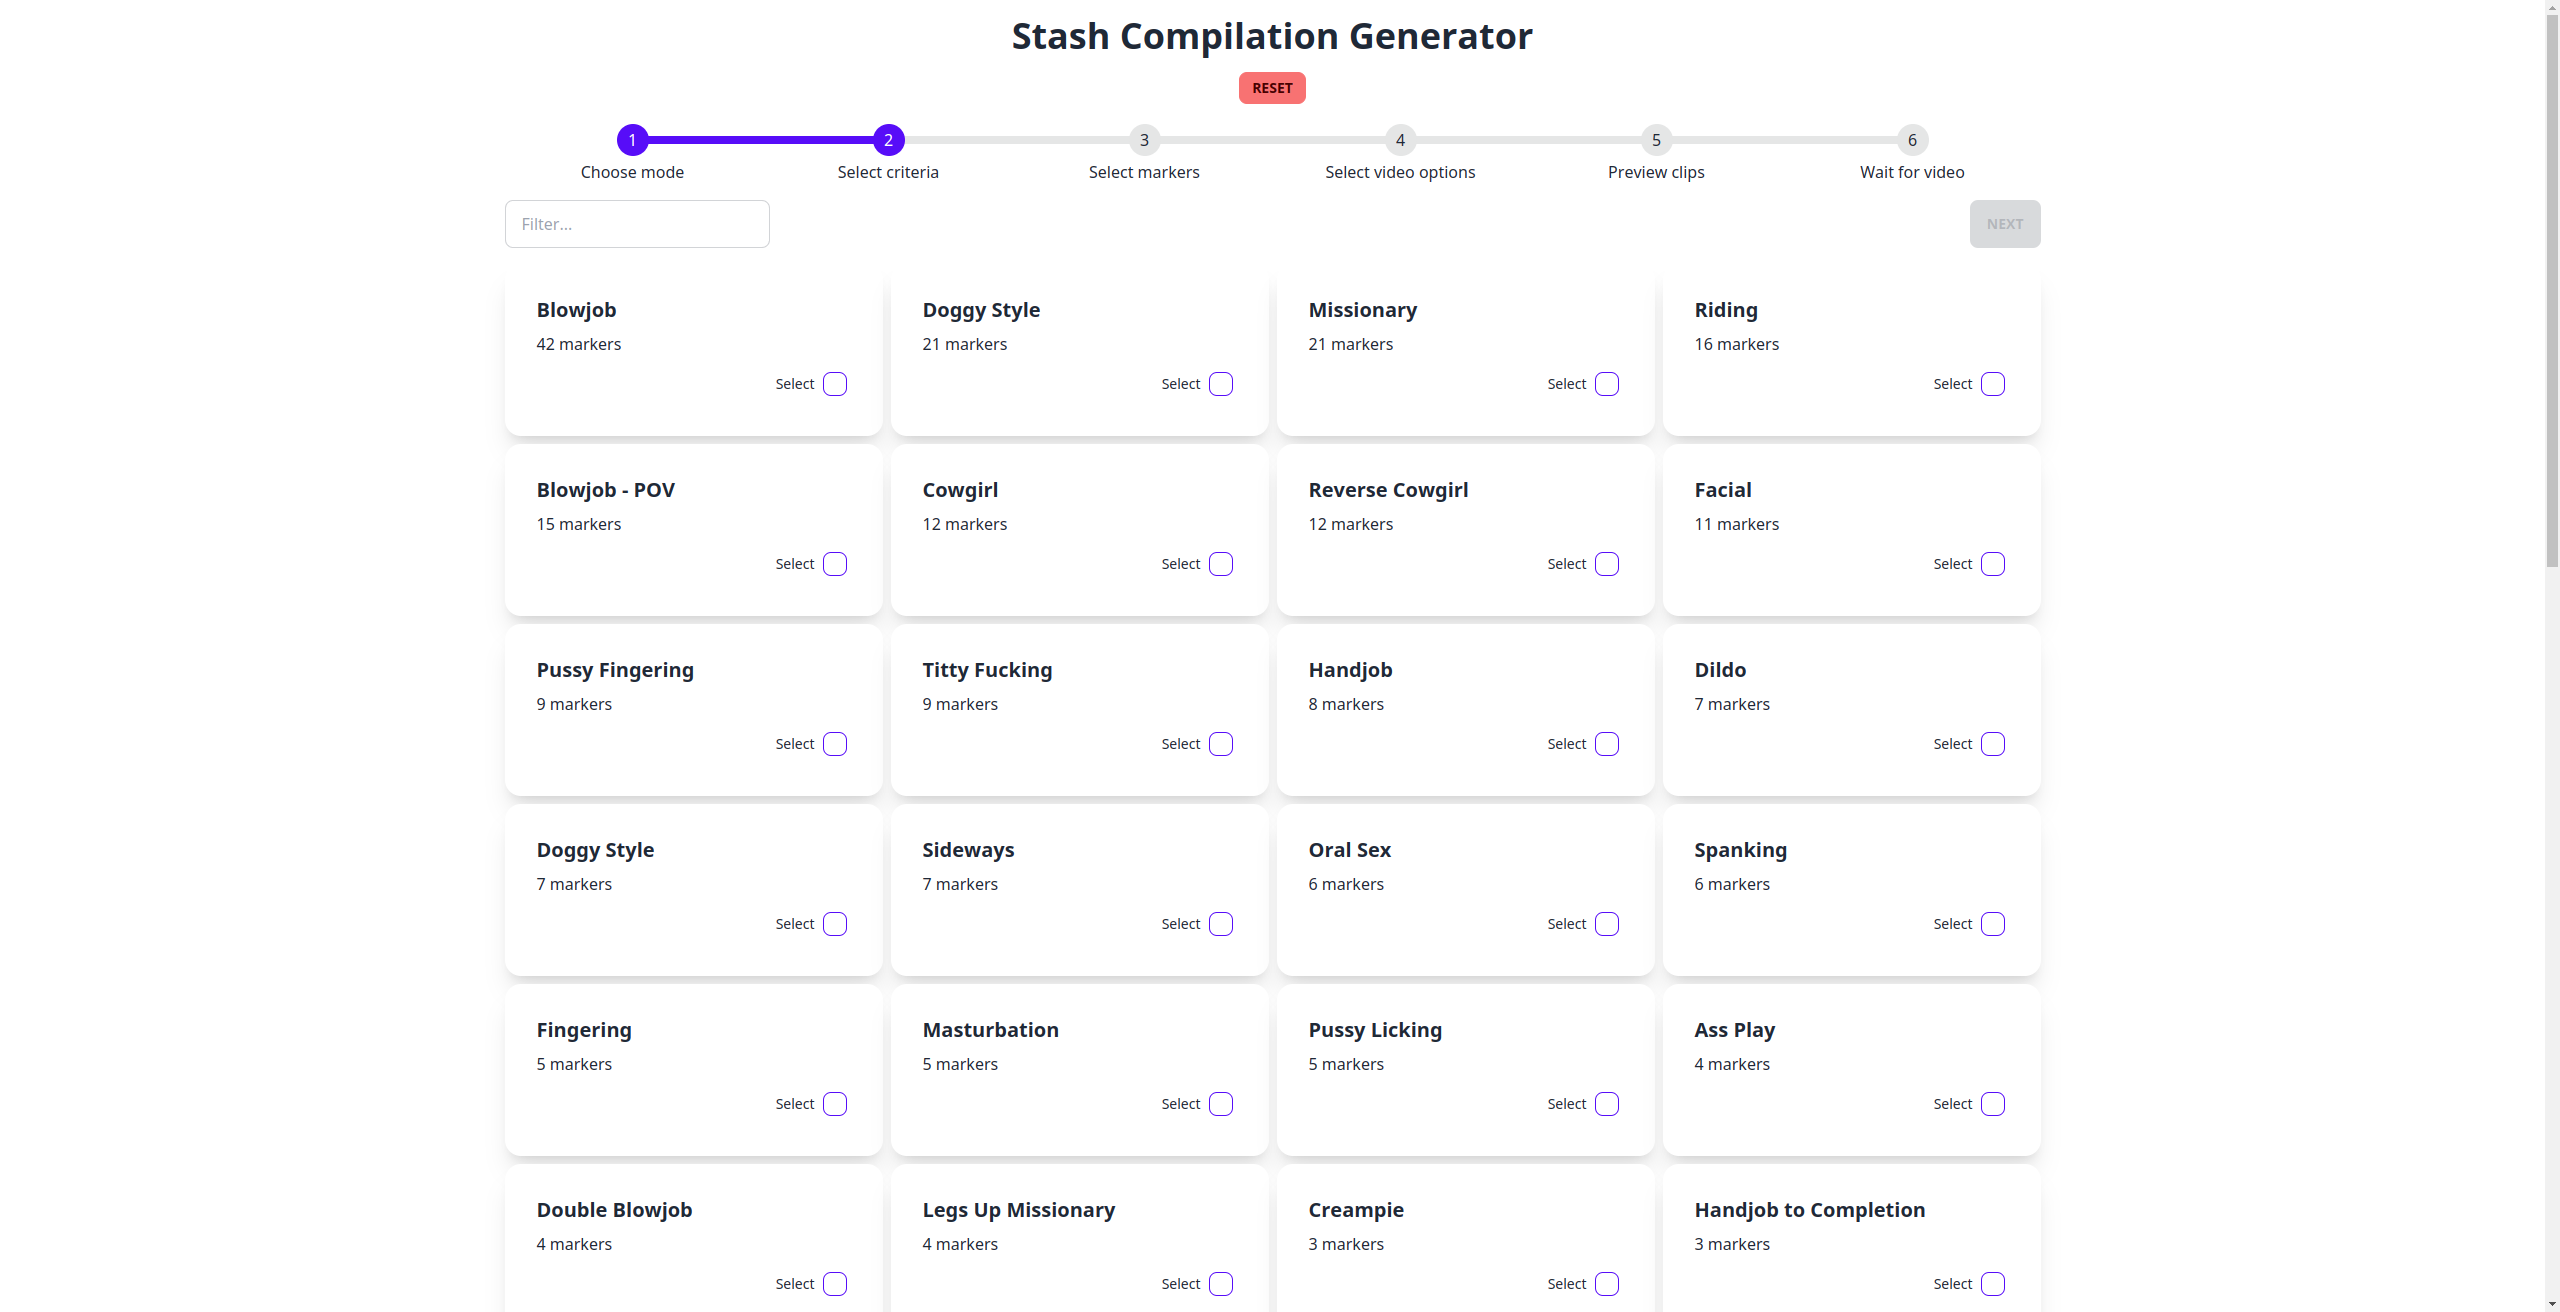 Stash Compilation Generator
RESET
1 2 3 4 5 6
Choose mode Select criteria Select markers Select video options Preview clips Wait for video
Filter...
NEXT
Blowjob
42 markers
Select
Doggy Style
21 markers
Select
Missionary
21 markers
Select
Riding
16 markers
Select
Blowjob - POV
15 markers
Select
Cowgirl
12 markers
Select
Reverse Cowgirl
12 markers
Select
Facial
11 markers
Select
Pussy Fingering
9 markers
Select
Titty Fucking
9 markers
Select
Handjob
8 markers
Select
Dildo
7 markers
Select
Doggy Style
7 markers
Select
Sideways
7 markers
Select
Oral Sex
6 markers
Select
Spanking
6 markers
Select
Fingering
5 markers
Select
Masturbation
5 markers
Select
Pussy Licking
5 markers
Select
Ass Play
4 markers
Select
Double Blowjob
4 markers
Select
Legs Up Missionary
4 markers
Select
Creampie
3 markers
Select
Handjob to Completion
3 markers
Select